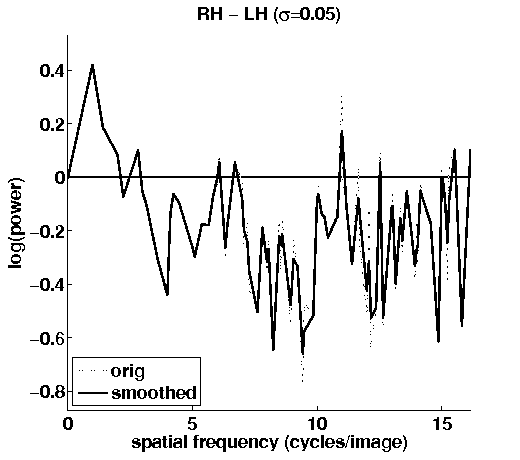 RH − LH (σ=0.05)
0.4
0.2
0
−0.2
−0.4
−0.6
−0.8
log(power)
orig
smoothed
0 5 10 15
spatial frequency (cycles/image)